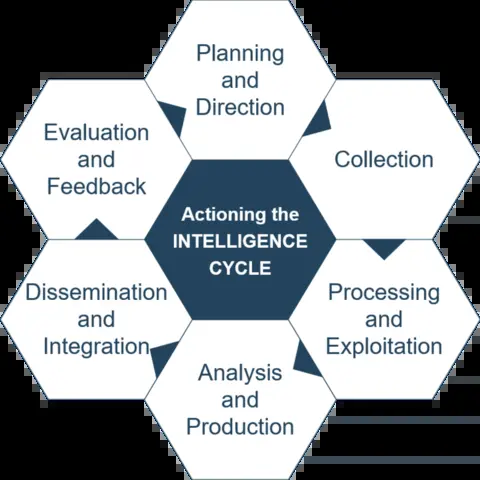 Planning
and
Direction
Collection
Processing
and
Exploitation
Analysis
and
Production
Dissemination
and
Integration
Evaluation
and
Feedback
Actioning the
INTELLIGENCE
CYCLE